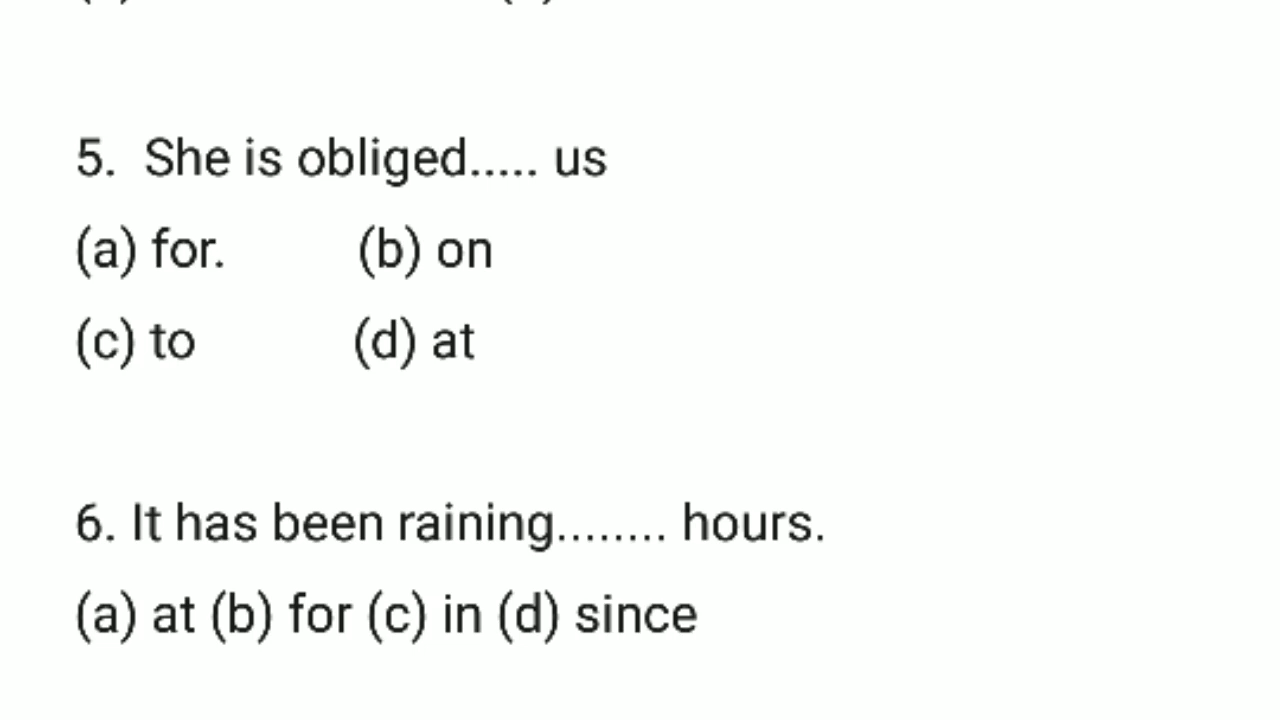 5. She is obliged..... us
(a) for. (b) on
(c) to (d) at
6. It has been raining........ hours.
(a) at (b) for (c) in (d) since